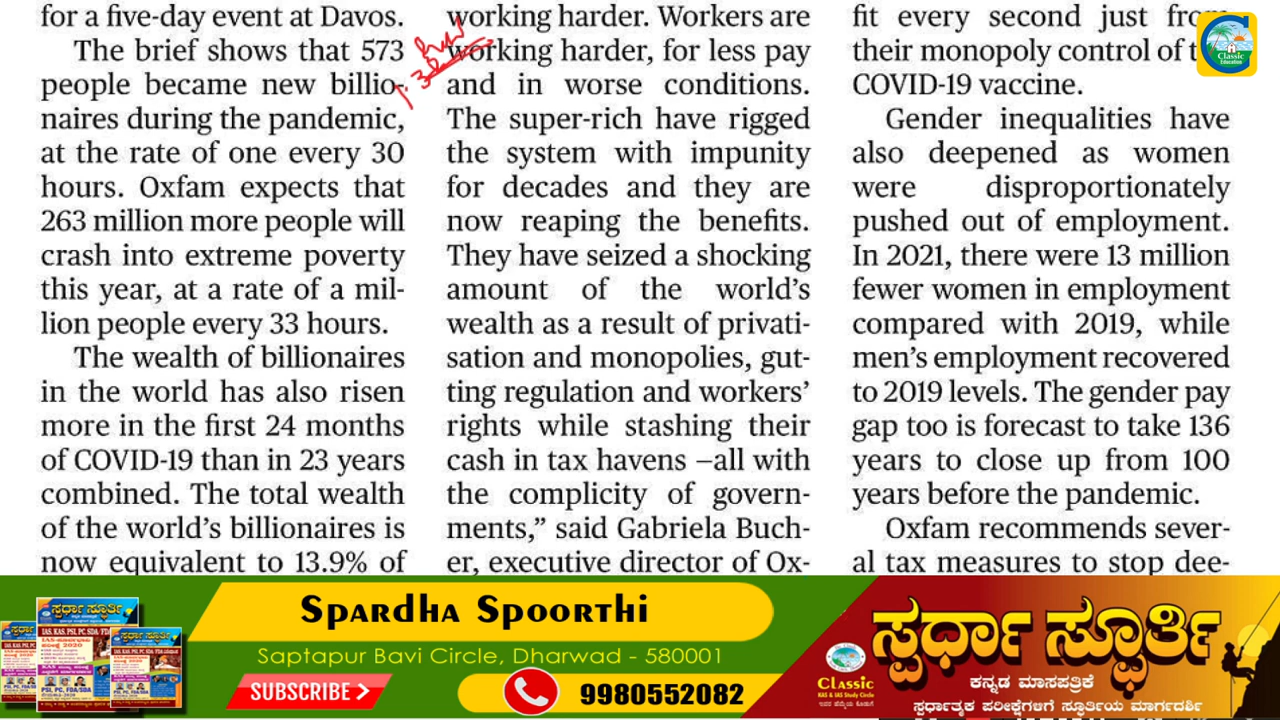 for a five-day event at Davos.
The brief shows that 573
people became new billio-
naires during the pandemic,
at the rate of one every 30
hours. Oxfam expects that
263 million more people will
crash into extreme poverty
this year, at a rate of a mil-
lion people every 33 hours.
The wealth of billionaires
in the world has also risen
more in the first 24 months
of COVID-19 than in 23 years
combined. The total wealth
of the world's billionaires is
now equivalent to 13.9% of
working harder. Workers are
working harder, for less pay
and in worse conditions.
The super-rich have rigged
the system with impunity
for decades and they are
now reaping the benefits.
They have seized a shocking
amount of the world's
wealth as a result of privati-
sation and monopolies, gut-
ting regulation and workers'
rights while stashing their
cash in tax havens —all with
the complicity of govern-
ments," said Gabriela Buch-
er, executive director of Ox-
fit every second just from
their monopoly control of t
COVID-19 vaccine.
Gender inequalities have
also deepened as women
were disproportionately
pushed out of employment.
In 2021, there were 13 million
fewer women in employment
compared with 2019, while
men's employment recovered
to 2019 levels. The gender pay
gap too is forecast to take 136
years to close up from 100
years before the pandemic.
Oxfam recommends sever-
al tax measures to stop dee-
Classic
Education
ಸ್ಪರ್ಧಾ ಸ್ಫೂರ್ತಿ
Spardha Spoorthi
Saptapur Bavi Circle, Dharwad - 580001
SUBSCRIBE
9980552082
ಸ್ಪರ್ಧಾ ಸ್ಫೂರ್ತಿ
ಕನ್ನಡ ಮಾಸಪತ್ರಿಕೆ
ಸ್ಪರ್ಧಾತ್ಮಕ ಪರೀಕ್ಷೆಗಳಿಗೆ ಸ್ಫೂರ್ತಿಯ ಮಾರ್ಗದರ್ಶಿ
Classic
KAS & IAS Study Circle